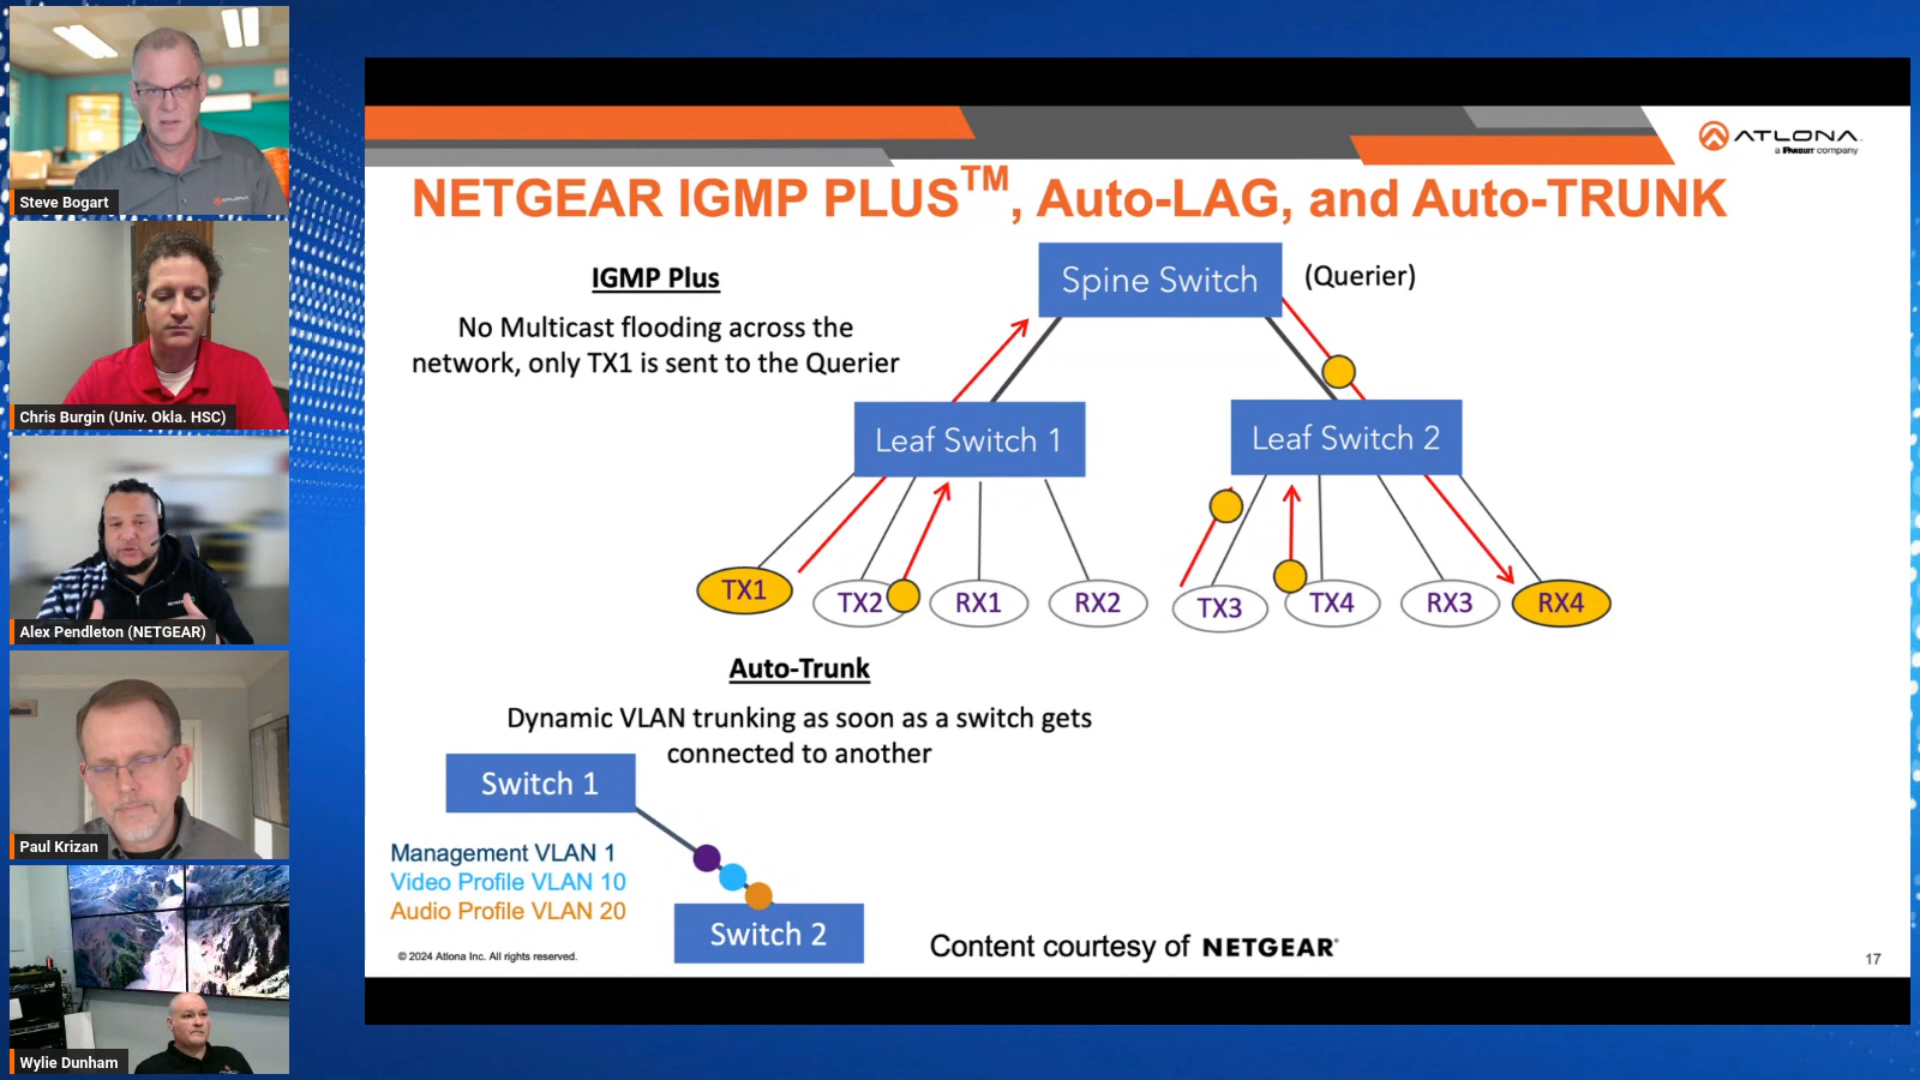 Steve Bogart
Chris Burgin (Univ. Okla. HSC)
Alex Pendleton (NETGEAR)
Paul Krizan
Wylie Dunham
ATLONA
a PANDUIT company
NETGEAR IGMP PLUS™, Auto-LAG, and Auto-TRUNK
IGMP Plus
No Multicast flooding across the
network, only TX1 is sent to the Querier
Spine Switch
(Querier)
Leaf Switch 1
Leaf Switch 2
TX1
TX2
RX1
RX2
TX3
TX4
RX3
RX4
Auto-Trunk
Dynamic VLAN trunking as soon as a switch gets
connected to another
Switch 1
Management VLAN 1
Video Profile VLAN 10
Audio Profile VLAN 20
Switch 2
© 2024 Atlona Inc. All rights reserved.
Content courtesy of NETGEAR
17